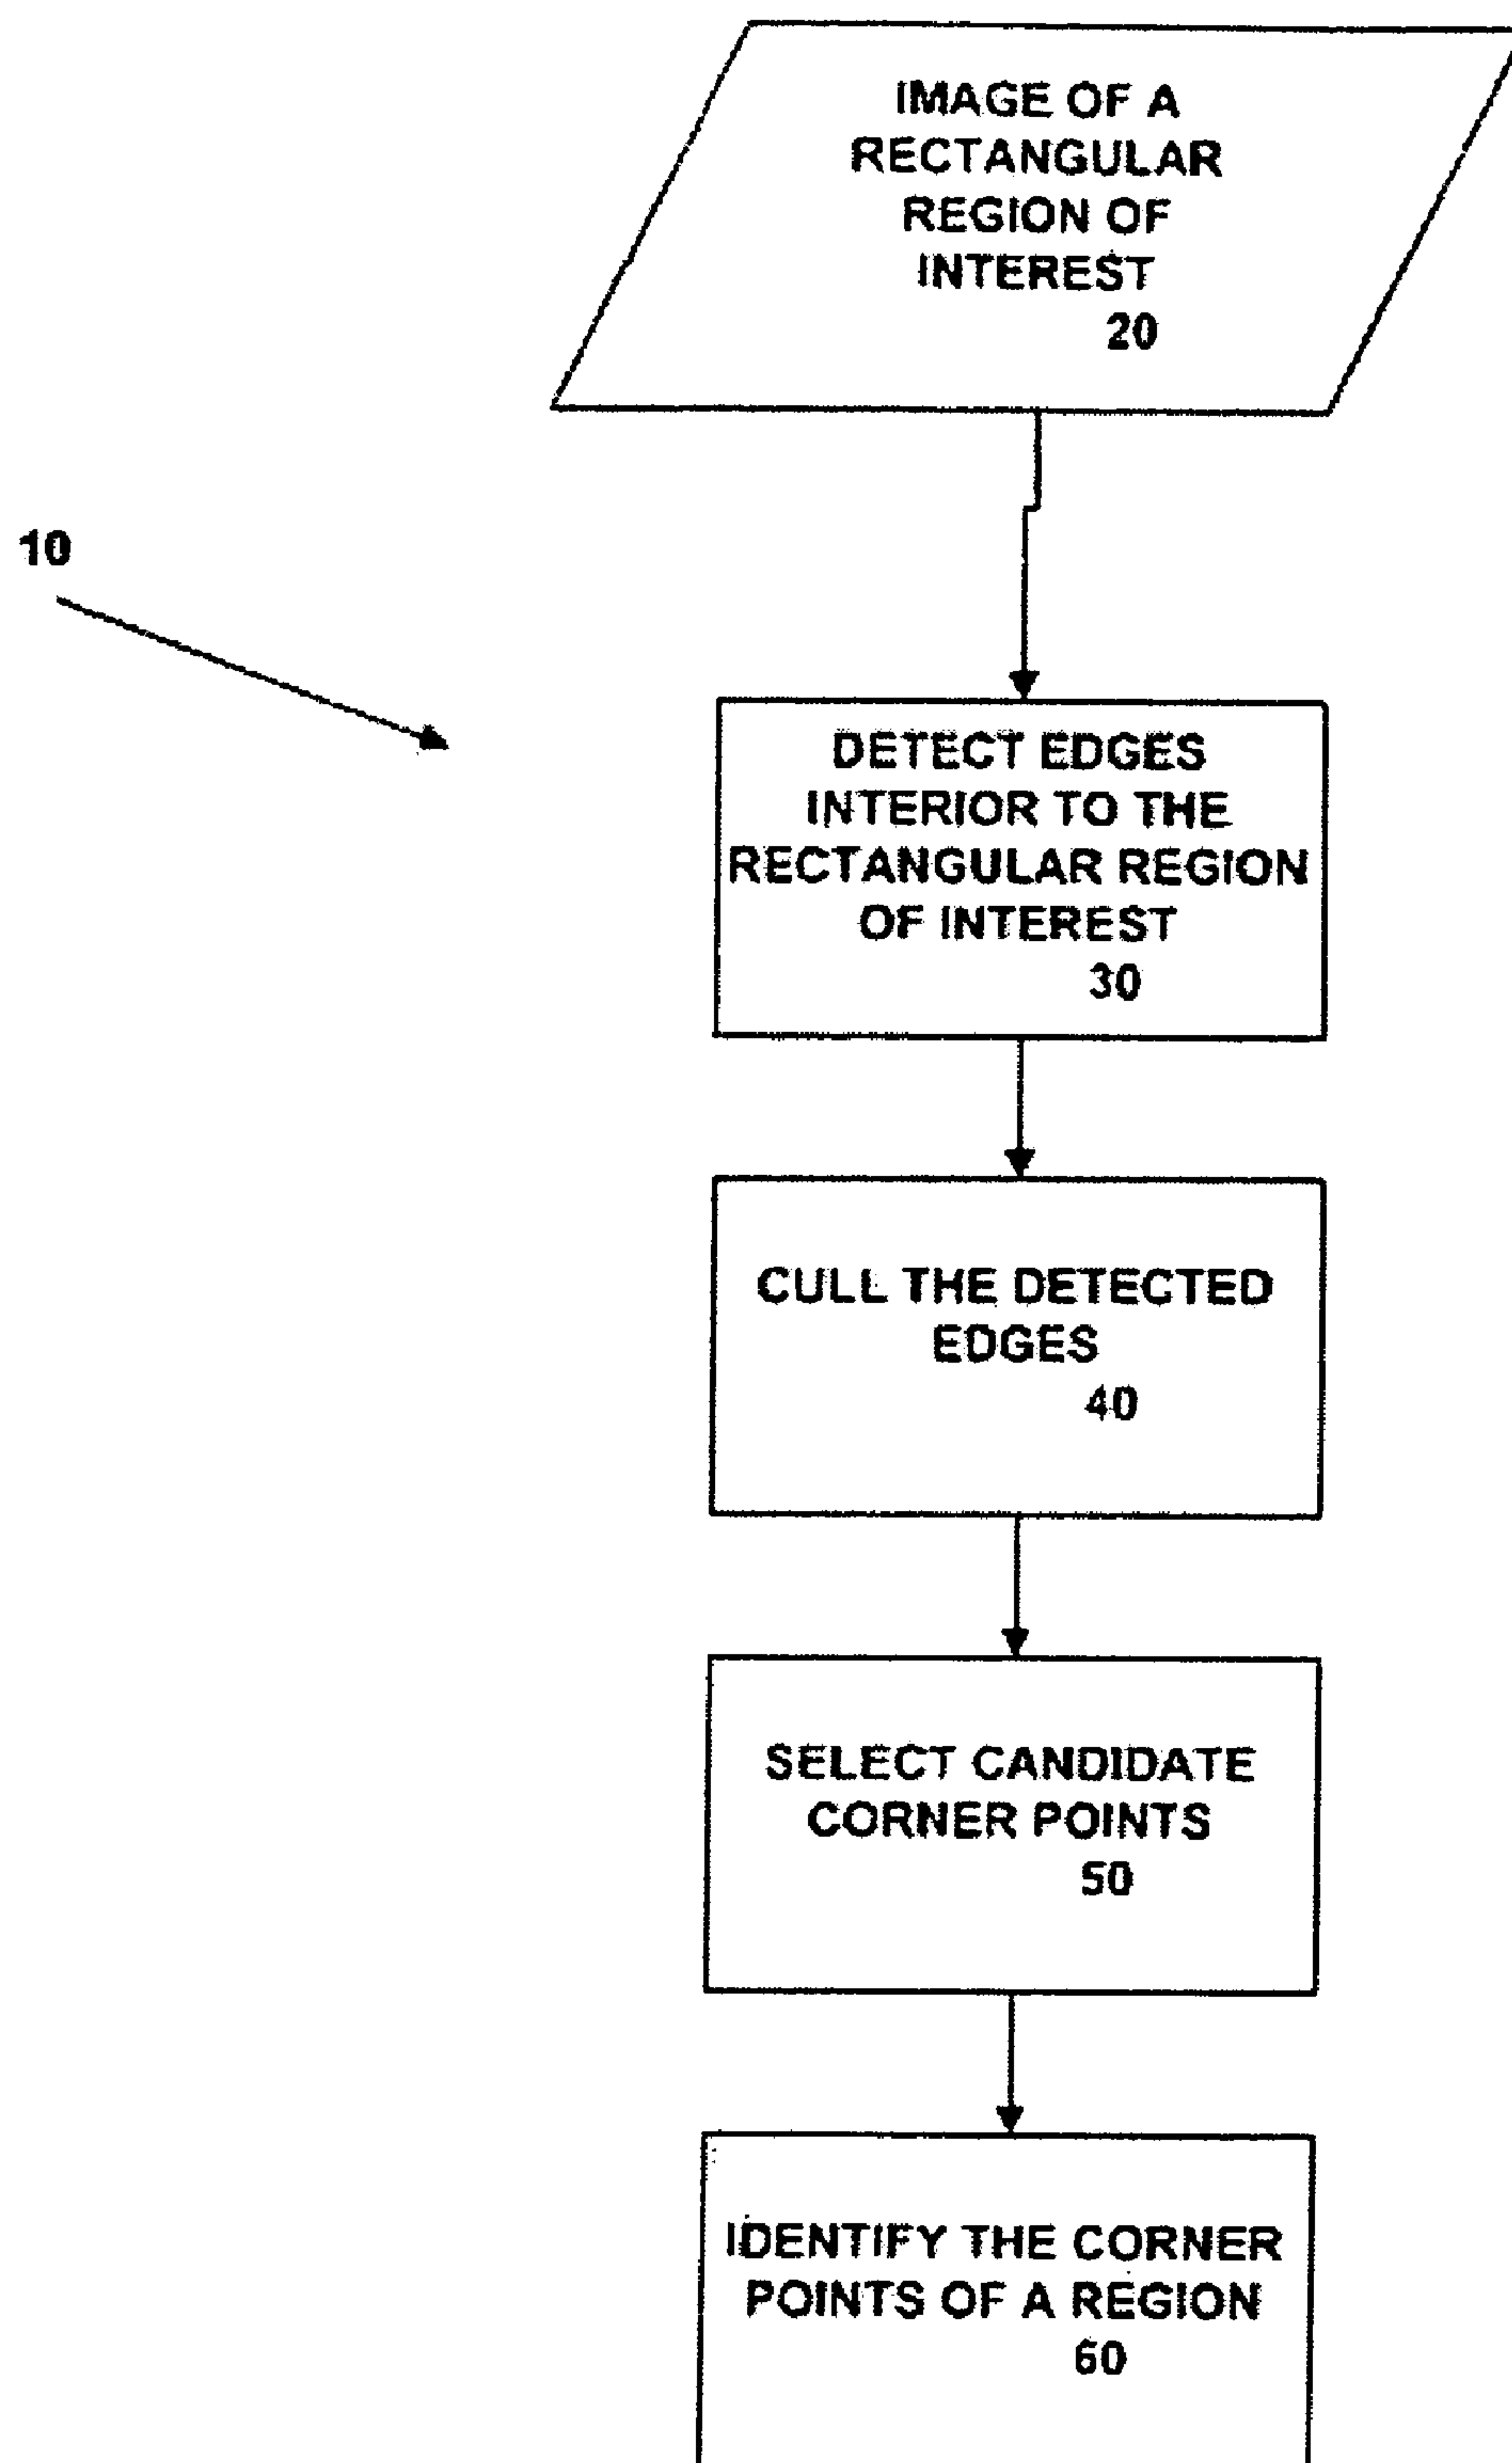 IMAGE OF A
RECTANGULAR
REGION OF
INTEREST
20
10
DETECT EDGES
INTERIOR TO THE
RECTANGULAR REGION
OF INTEREST
30
CULL THE DETECTED
EDGES
40
SELECT CANDIDATE
CORNER POINTS
50
IDENTIFY THE CORNER
POINTS OF A REGION
60